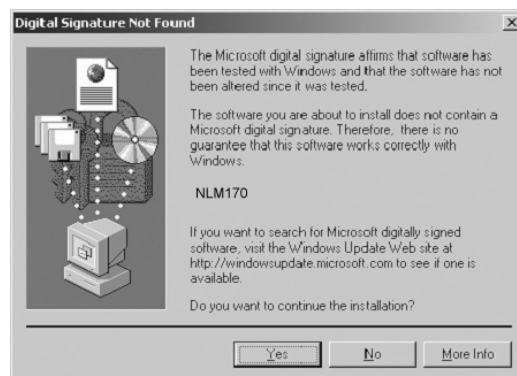 Digital Signature Not Found
The Microsoft digital signature affirms that software has
been tested with Windows and that the software has not
been altered since it was tested.
The software you are about to install does not contain a
Microsoft digital signature. Therefore, there is no
guarantee that this software works correctly with
Windows.
NLM170
If you want to search for Microsoft digitally signed
software, visit the Windows Update Web site at
http://windowsupdate.microsoft.com to see if one is
available.
Do you want to continue the installation?
Yes No More Info